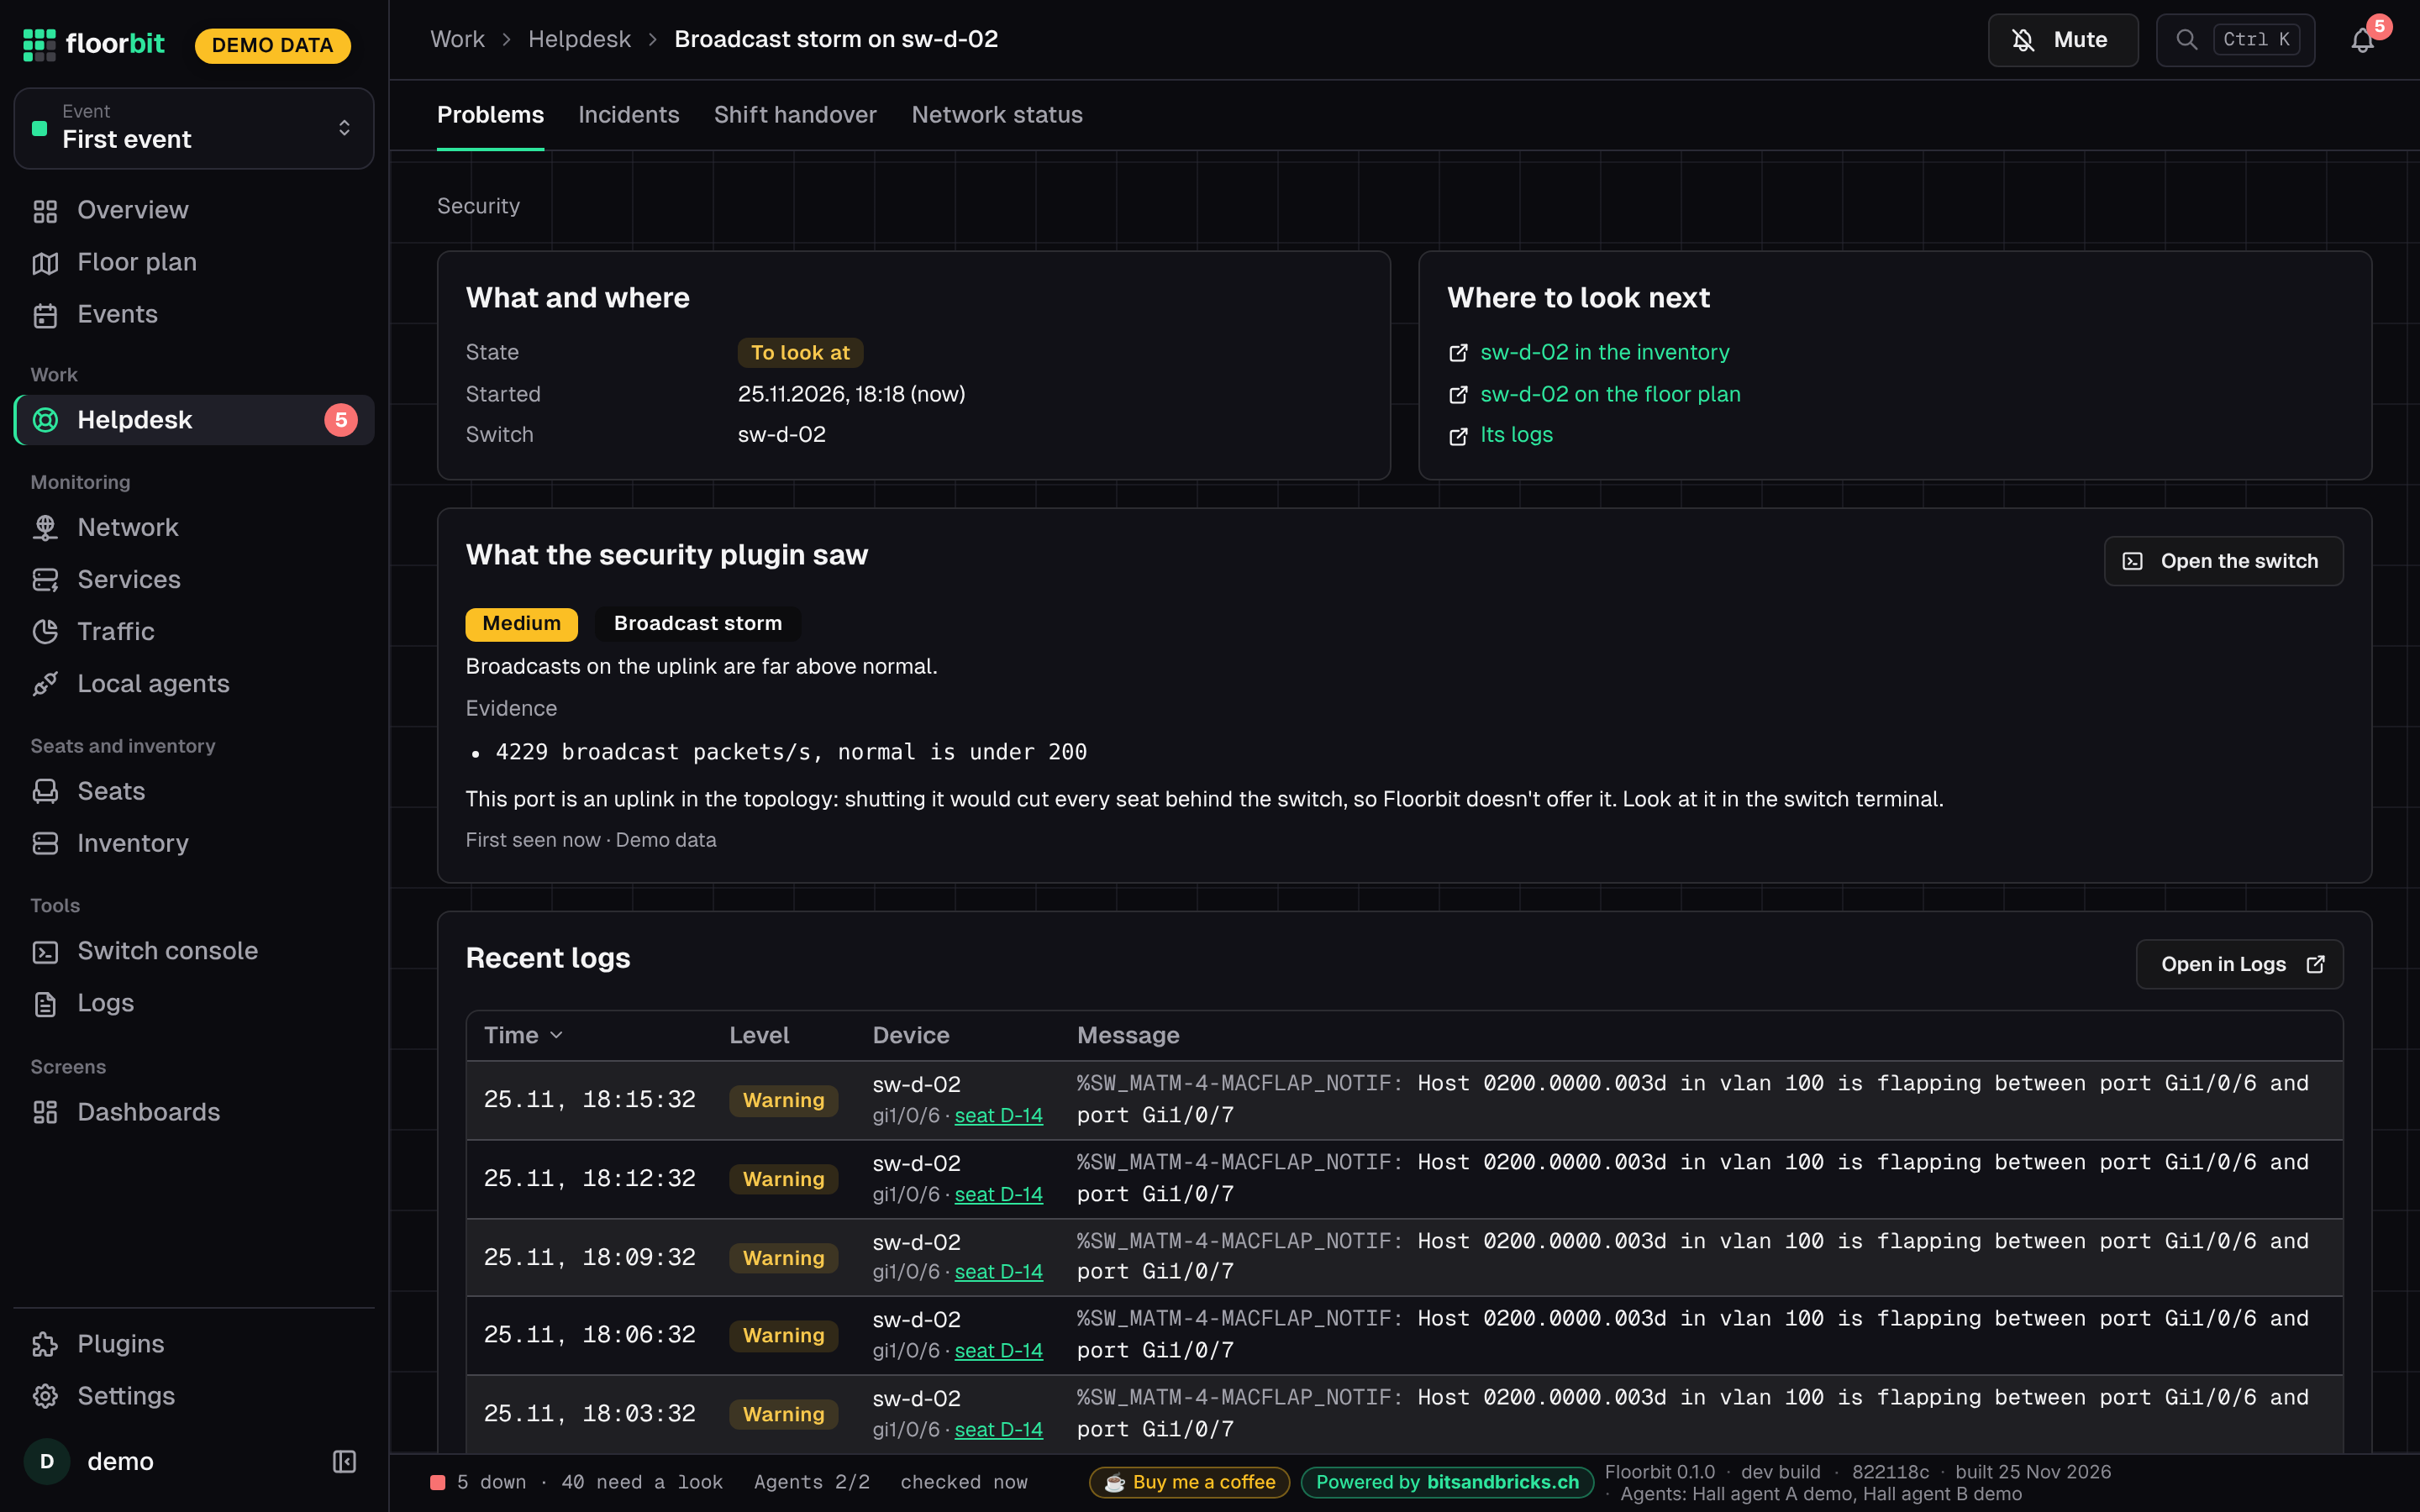 floorbit DEMO DATA
Event
First event
Overview
Floor plan
Events
Work
Helpdesk 5
Monitoring
Network
Services
Traffic
Local agents
Seats and inventory
Seats
Inventory
Tools
Switch console
Logs
Screens
Dashboards
Plugins
Settings
D demo
Work Helpdesk Broadcast storm on sw-d-02
Mute
Ctrl K
5
Problems Incidents Shift handover Network status
Security
What and where
State To look at
Started 25.11.2026, 18:18 (now)
Switch sw-d-02
Where to look next
sw-d-02 in the inventory
sw-d-02 on the floor plan
Its logs
What the security plugin saw
Open the switch
Medium Broadcast storm
Broadcasts on the uplink are far above normal.
Evidence
• 4229 broadcast packets/s, normal is under 200
This port is an uplink in the topology: shutting it would cut every seat behind the switch, so Floorbit doesn't offer it. Look at it in the switch terminal.
First seen now · Demo data
Recent logs
Open in Logs
Time Level Device Message
25.11, 18:15:32 Warning sw-d-02 %SW_MATM-4-MACFLAP_NOTIF: Host 0200.0000.003d in vlan 100 is flapping between port Gi1/0/6 and
gi1/0/6 · seat D-14 port Gi1/0/7
25.11, 18:12:32 Warning sw-d-02 %SW_MATM-4-MACFLAP_NOTIF: Host 0200.0000.003d in vlan 100 is flapping between port Gi1/0/6 and
gi1/0/6 · seat D-14 port Gi1/0/7
25.11, 18:09:32 Warning sw-d-02 %SW_MATM-4-MACFLAP_NOTIF: Host 0200.0000.003d in vlan 100 is flapping between port Gi1/0/6 and
gi1/0/6 · seat D-14 port Gi1/0/7
25.11, 18:06:32 Warning sw-d-02 %SW_MATM-4-MACFLAP_NOTIF: Host 0200.0000.003d in vlan 100 is flapping between port Gi1/0/6 and
gi1/0/6 · seat D-14 port Gi1/0/7
25.11, 18:03:32 Warning sw-d-02 %SW_MATM-4-MACFLAP_NOTIF: Host 0200.0000.003d in vlan 100 is flapping between port Gi1/0/6 and
gi1/0/6 · seat D-14 port Gi1/0/7
5 down · 40 need a look Agents 2/2 checked now
☕ Buy me a coffee
Powered by bitsandbricks.ch
Floorbit 0.1.0 · dev build · 822118c · built 25 Nov 2026
· Agents: Hall agent A demo, Hall agent B demo